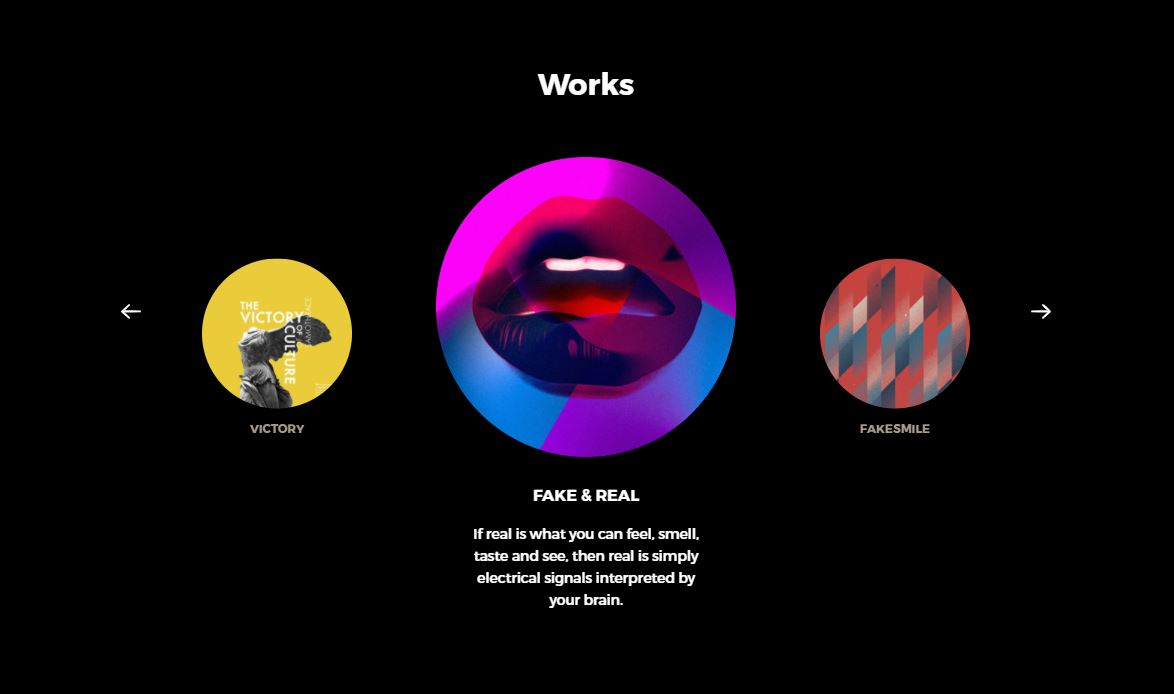 Works
THE
VICTORY
OF
CULTURE
VICTORY
FAKE & REAL
If real is what you can feel, smell,
taste and see, then real is simply
electrical signals interpreted by
your brain.
FAKESMILE